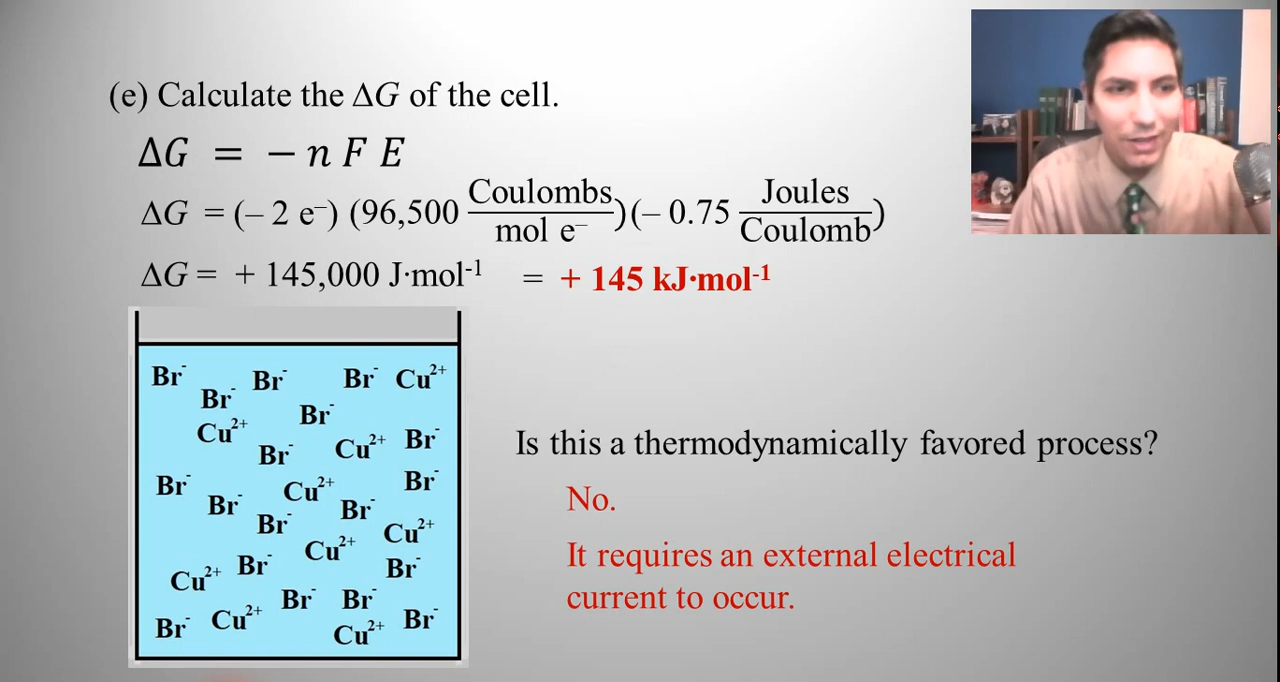 (e) Calculate the ΔG of the cell.
ΔG = − n F E
ΔG = (– 2 e⁻) (96,500 Coulombs/mol e⁻)(– 0.75 Joules/Coulomb)
ΔG = + 145,000 J·mol⁻¹ = + 145 kJ·mol⁻¹
Br⁻ Br⁻ Br⁻ Cu²⁺
Br⁻ Br⁻
Cu²⁺ Cu²⁺ Br⁻
Br⁻
Is this a thermodynamically favored process?
Br⁻ Cu²⁺ Br⁻
Br⁻ Br⁻
No.
Br⁻ Cu²⁺
Cu²⁺
Br⁻ Br⁻
It requires an external electrical
Cu²⁺
Br⁻ Br⁻
current to occur.
Br⁻ Cu²⁺ Br⁻
Cu²⁺